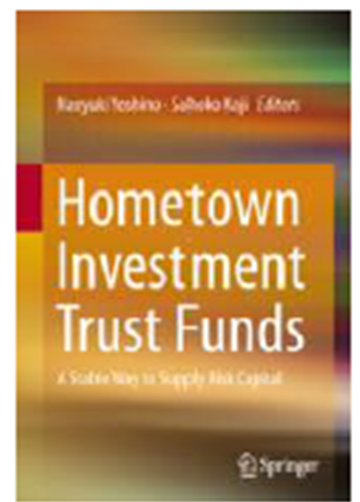 Naoyuki Yoshino · Sahoko Kaji Editors
Hometown
Investment
Trust Funds
A Stable Way to Supply Risk Capital
Springer